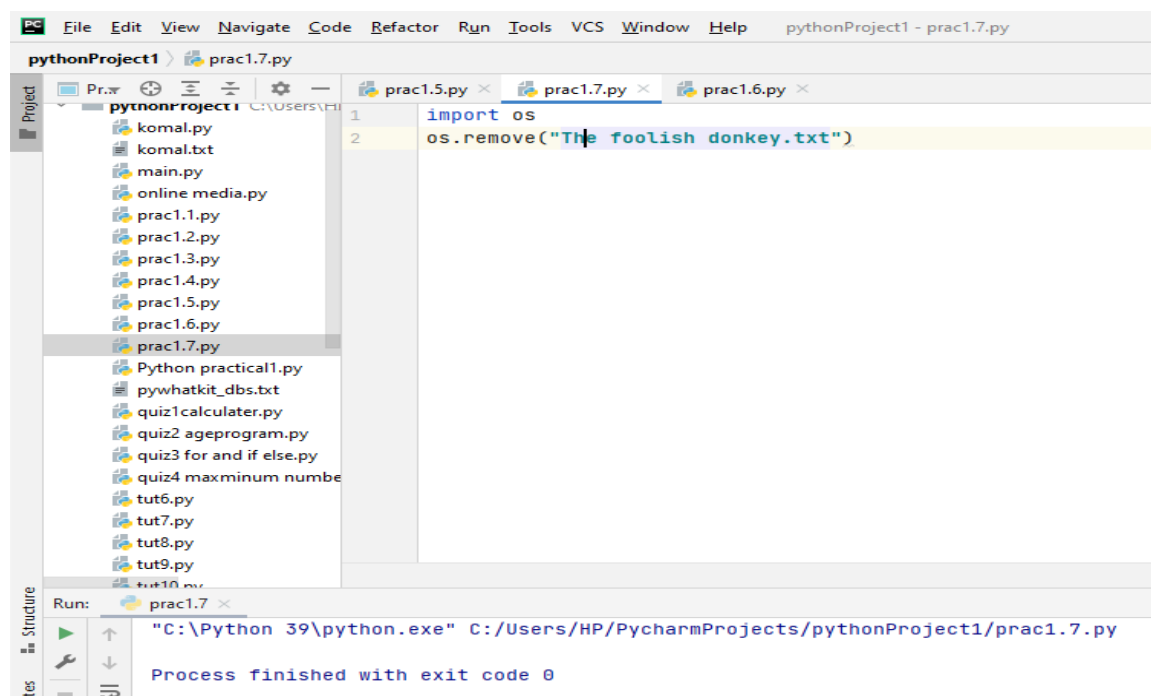 PC File Edit View Navigate Code Refactor Run Tools VCS Window Help pythonProject1 - prac1.7.py
pythonProject1 prac1.7.py
Project
Pr...
prac1.5.py prac1.7.py prac1.6.py
pythonProject1 C:\Users\H
komal.py
komal.txt
main.py
online media.py
prac1.1.py
prac1.2.py
prac1.3.py
prac1.4.py
prac1.5.py
prac1.6.py
prac1.7.py
Python practical1.py
pywhatkit_dbs.txt
quiz1calculater.py
quiz2 ageprogram.py
quiz3 for and if else.py
quiz4 maxminum numbe
tut6.py
tut7.py
tut8.py
tut9.py
tut10.py
1 import os
2 os.remove("The foolish donkey.txt")
Structure
Run: prac1.7
"C:\Python 39\python.exe" C:/Users/HP/PycharmProjects/pythonProject1/prac1.7.py
Process finished with exit code 0